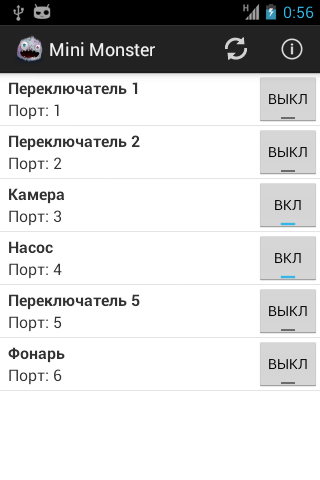 H
0:56
Mini Monster
Переключатель 1
Порт: 1
ВЫКЛ
Переключатель 2
Порт: 2
ВЫКЛ
Камера
Порт: 3
ВКЛ
Насос
Порт: 4
ВКЛ
Переключатель 5
Порт: 5
ВЫКЛ
Фонарь
Порт: 6
ВЫКЛ